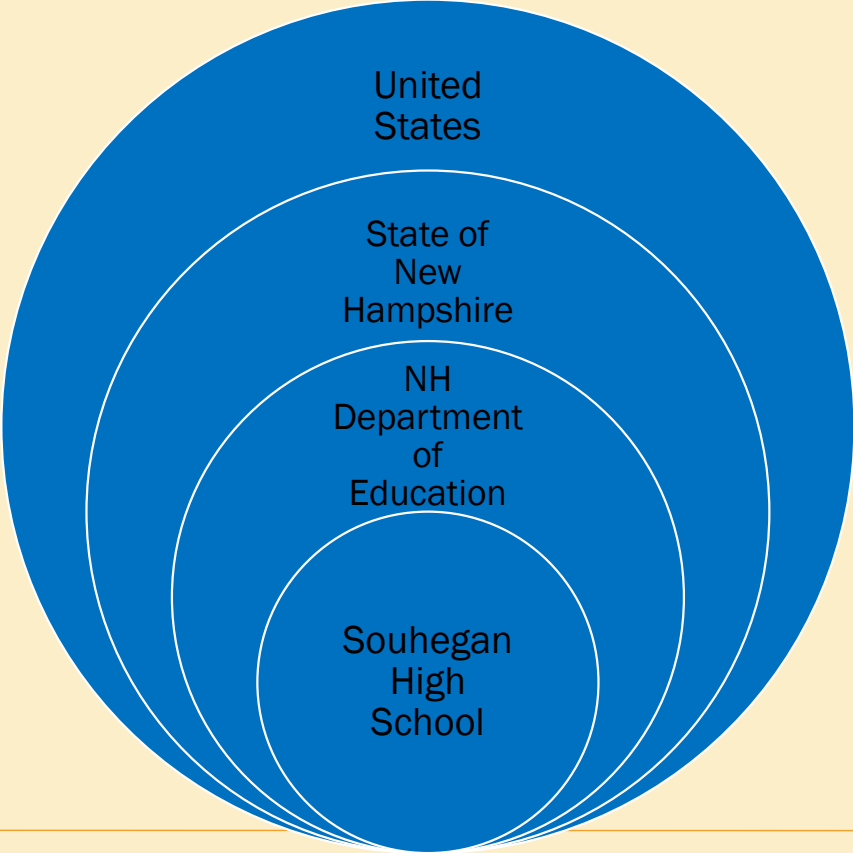 United
States
State of
New
Hampshire
NH
Department
of
Education
Souhegan
High
School